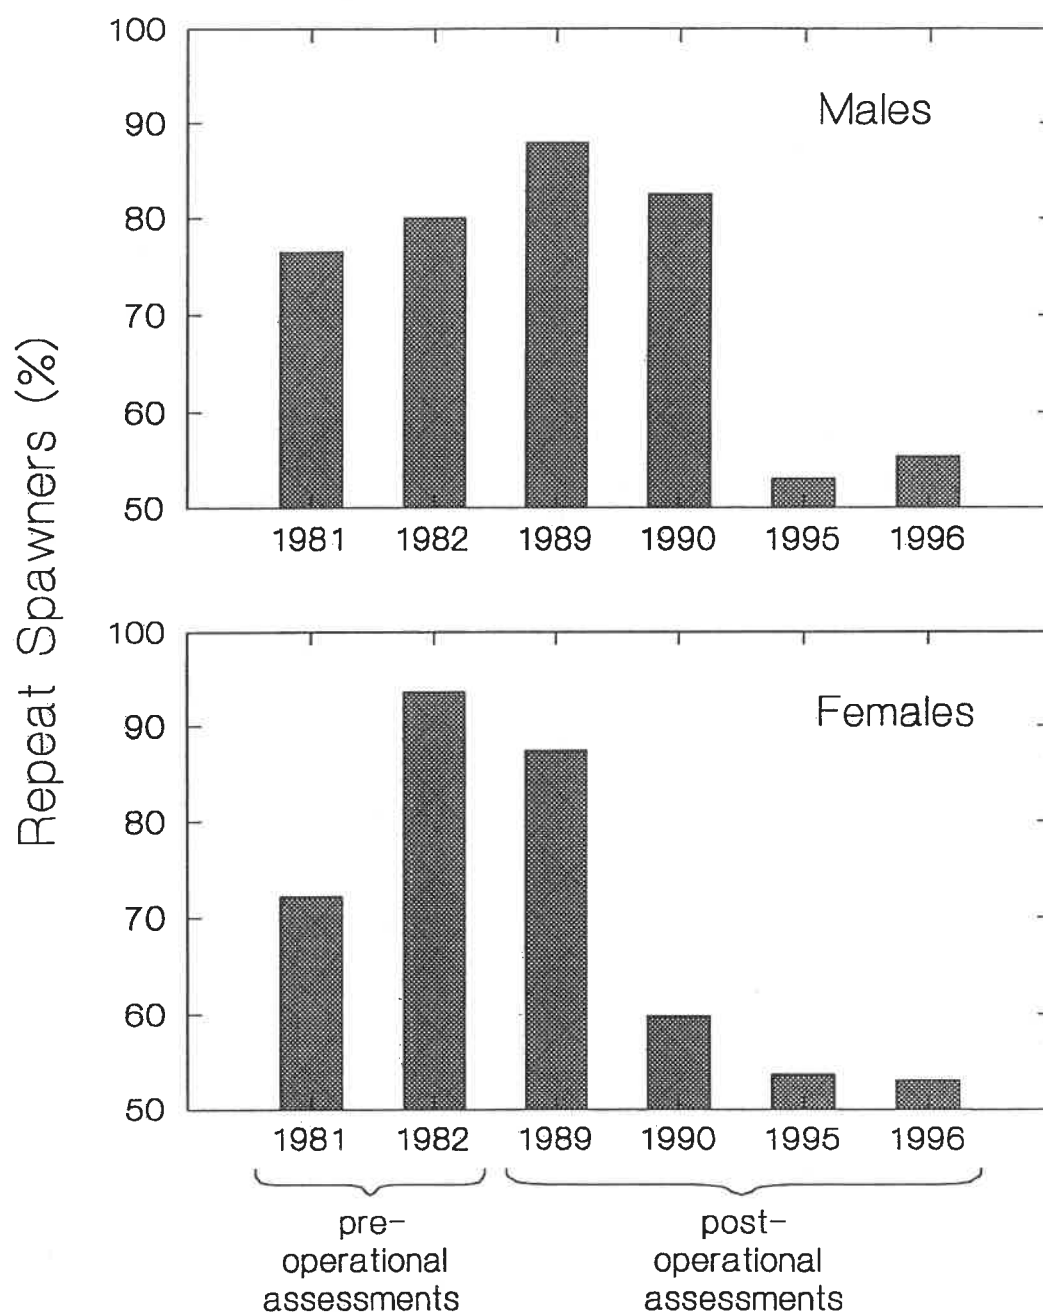 Repeat Spawners (%)
100
90
80
70
60
50
Males
1981 1982 1989 1990 1995 1996
100
90
80
70
60
50
Females
1981 1982 1989 1990 1995 1996
pre-
operational
assessments
post-
operational
assessments